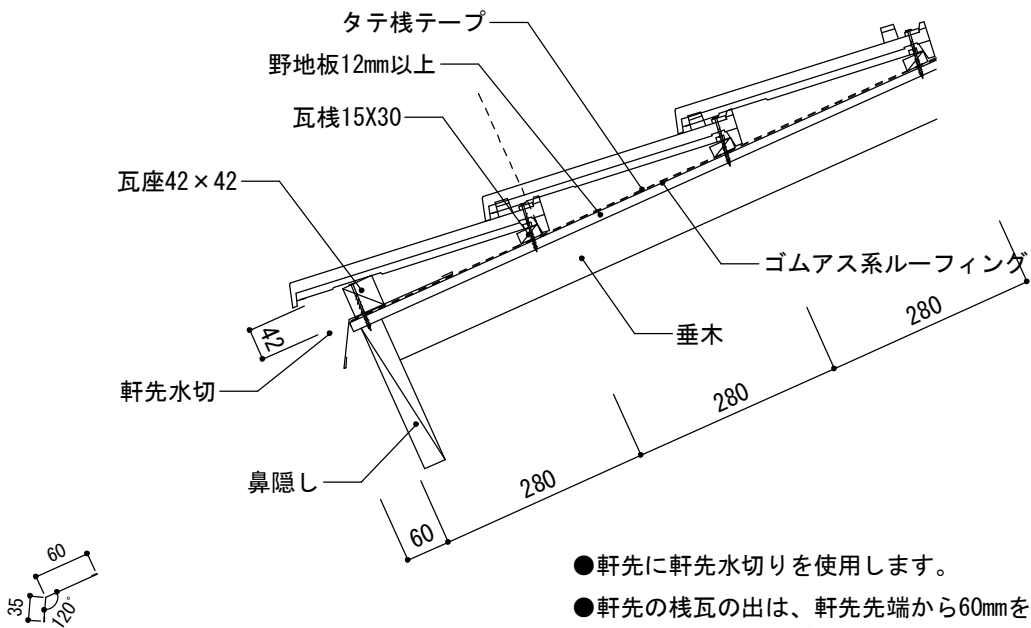 タテ桟テープ
野地板12mm以上
瓦桟15X30
瓦座42×42
ゴムアス系ルーフィング
280
42
垂木
軒先水切
280
鼻隠し
280
60
60
35
120°
●軒先に軒先水切りを使用します。
●軒先の桟瓦の出は、軒先先端から60mmを